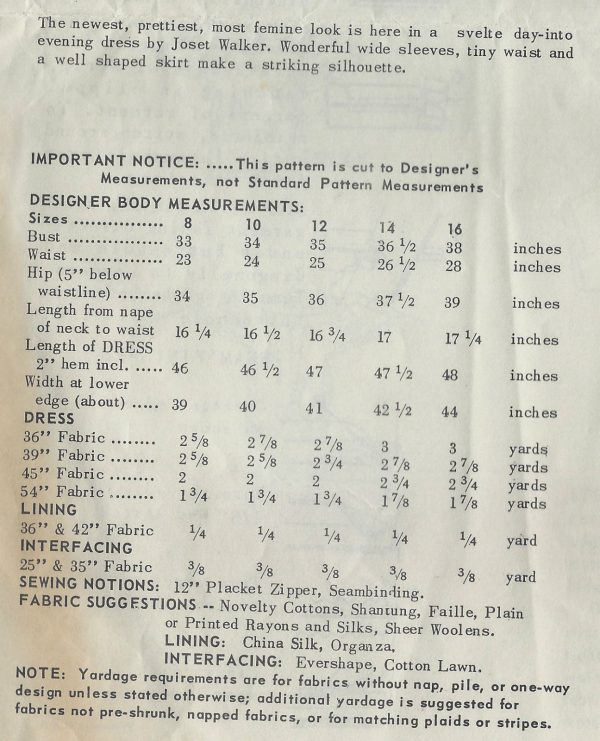 The newest, prettiest, most femine look is here in a svelte day-into
evening dress by Joset Walker. Wonderful wide sleeves, tiny waist and
a well shaped skirt make a striking silhouette.
IMPORTANT NOTICE: .....This pattern is cut to Designer's
Measurements, not Standard Pattern Measurements
DESIGNER BODY MEASUREMENTS:
Sizes ................ 8 10 12 14 16
Bust ................. 33 34 35 36 1/2 38 inches
Waist ................ 23 24 25 26 1/2 28 inches
Hip (5" below
waistline) ........ 34 35 36 37 1/2 39 inches
Length from nape
of neck to waist 16 1/4 16 1/2 16 3/4 17 17 1/4 inches
Length of DRESS
2" hem incl. ..... 46 46 1/2 47 47 1/2 48 inches
Width at lower
edge (about) ..... 39 40 41 42 1/2 44 inches
DRESS
36" Fabric ........ 2 5/8 2 7/8 2 7/8 3 3 yards
39" Fabric ........ 2 5/8 2 5/8 2 3/4 2 7/8 2 7/8 yards
45" Fabric ........ 2 2 2 2 3/4 2 3/4 yards
54" Fabric ........ 1 3/4 1 3/4 1 3/4 1 7/8 1 7/8 yards
LINING
36" & 42" Fabric 1/4 1/4 1/4 1/4 1/4 yard
INTERFACING
25" & 35" Fabric 3/8 3/8 3/8 3/8 3/8 yard
SEWING NOTIONS: 12" Placket Zipper, Seambinding.
FABRIC SUGGESTIONS -- Novelty Cottons, Shantung, Faille, Plain
or Printed Rayons and Silks, Sheer Woolens.
LINING: China Silk, Organza.
INTERFACING: Evershape, Cotton Lawn.
NOTE: Yardage requirements are for fabrics without nap, pile, or one-way
design unless stated otherwise; additional yardage is suggested for
fabrics not pre-shrunk, napped fabrics, or for matching plaids or stripes.